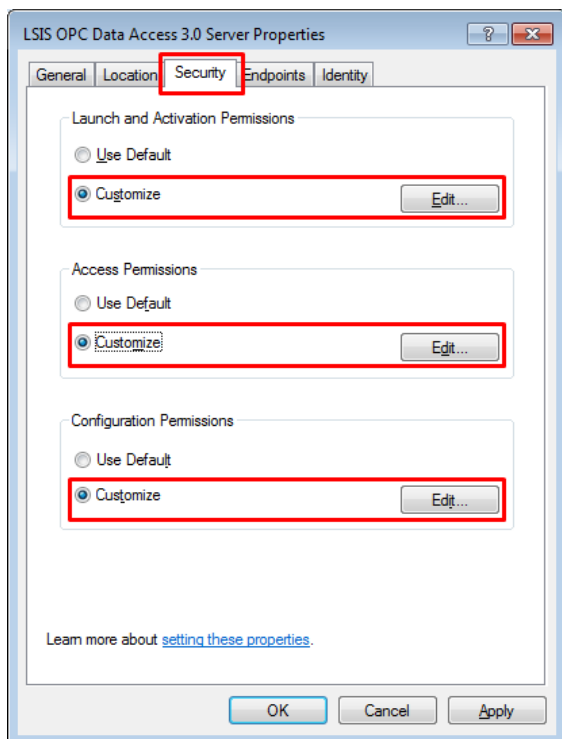 LSIS OPC Data Access 3.0 Server Properties
General Location Security Endpoints Identity
Launch and Activation Permissions
Use Default
Customize Edit...
Access Permissions
Use Default
Customize Edit...
Configuration Permissions
Use Default
Customize Edit...
Learn more about setting these properties.
OK Cancel Apply